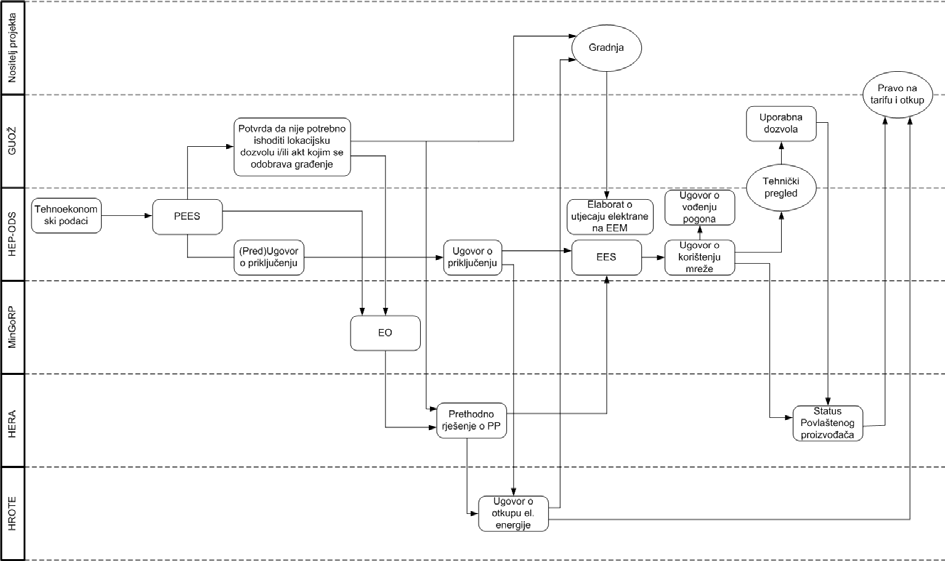 Nositelj projekta
Gradnja
Pravo na
tarifu i otkup
GUOŽ
Potvrda da nije potrebno
ishoditi lokacijsku
dozvolu i/ili akt kojim se
odobrava građenje
Uporabna
dozvola
Tehnički
pregled
HEP-ODS
Tehnoekonom
ski podaci
PEES
(Pred)Ugovor
o priključenju
Ugovor o
priključenju
Elaborat o
utjecaju elektrane
na EEM
EES
Ugovor o
vođenju
pogona
Ugovor o
korištenju
mreže
MinGoRP
EO
HERA
Prethodno
rješenje o PP
Status
Povlaštenog
proizvođača
HROTE
Ugovor o
otkupu el.
energije